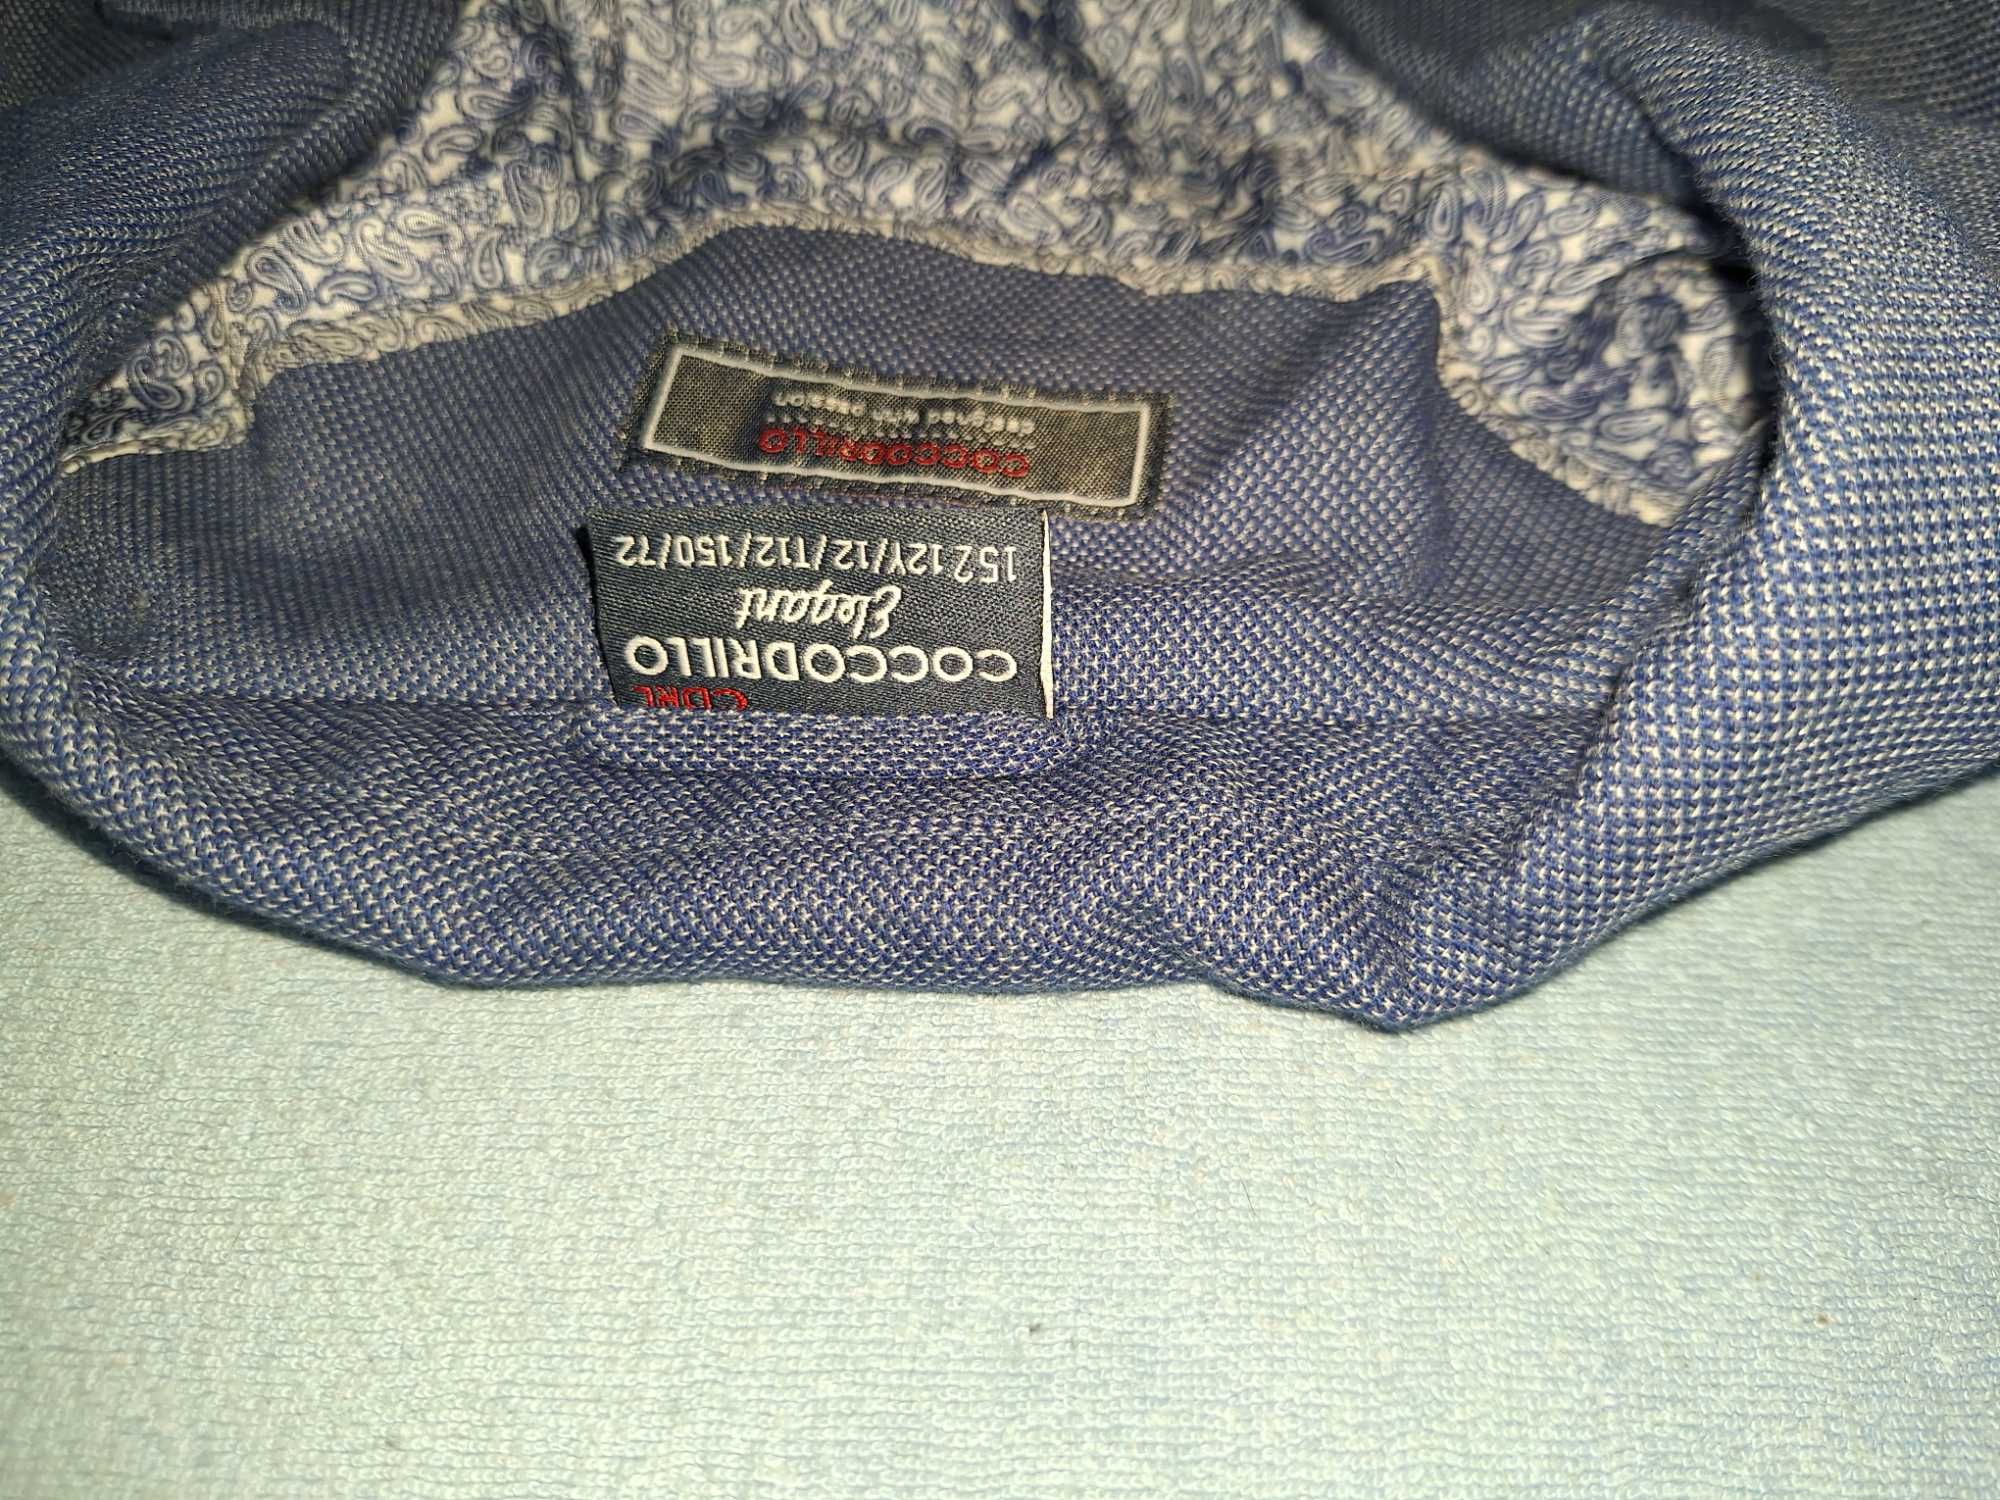 CDRL
COCCODRILLO
Elegant
152 12Y/12/T12/150/72
COCCODRILLO
designed with passion